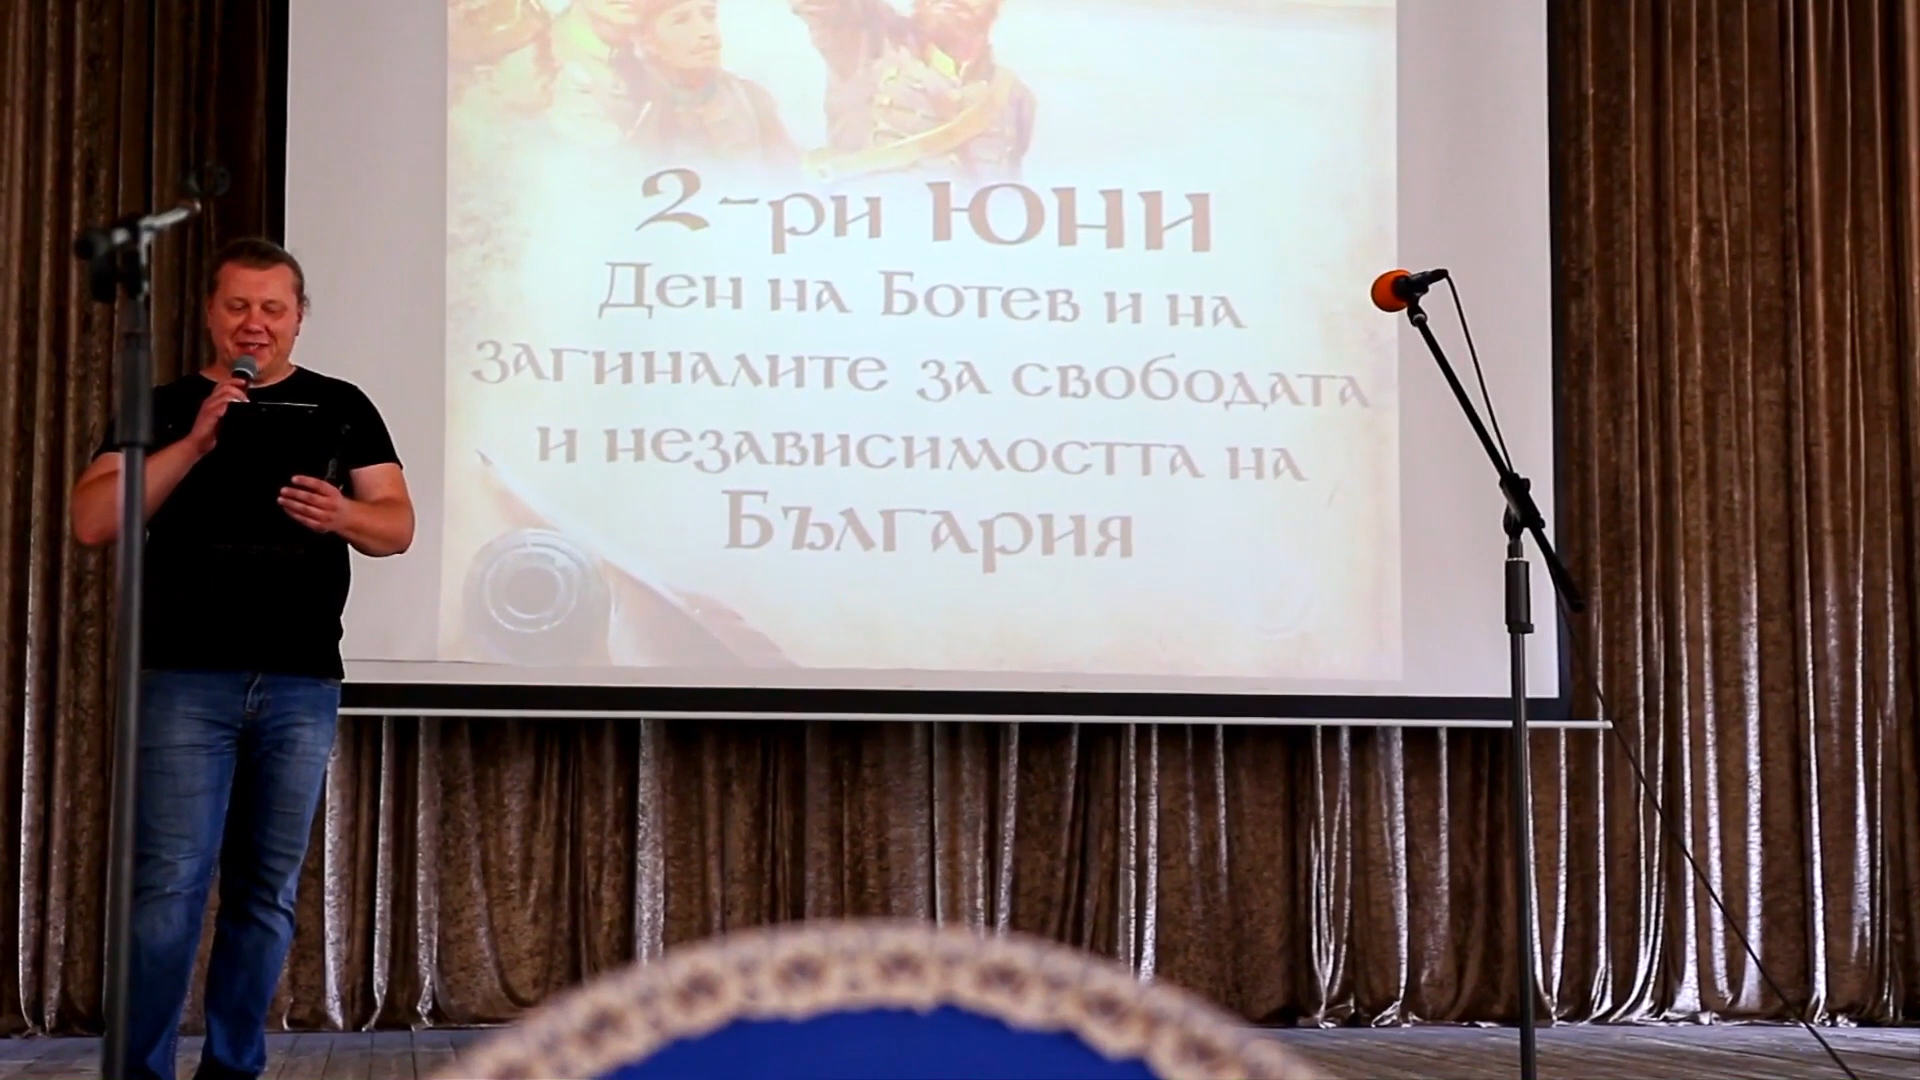 2-ри ЮНИ
Ден на Ботев и на
загиналите за свободата
и независимостта на
България